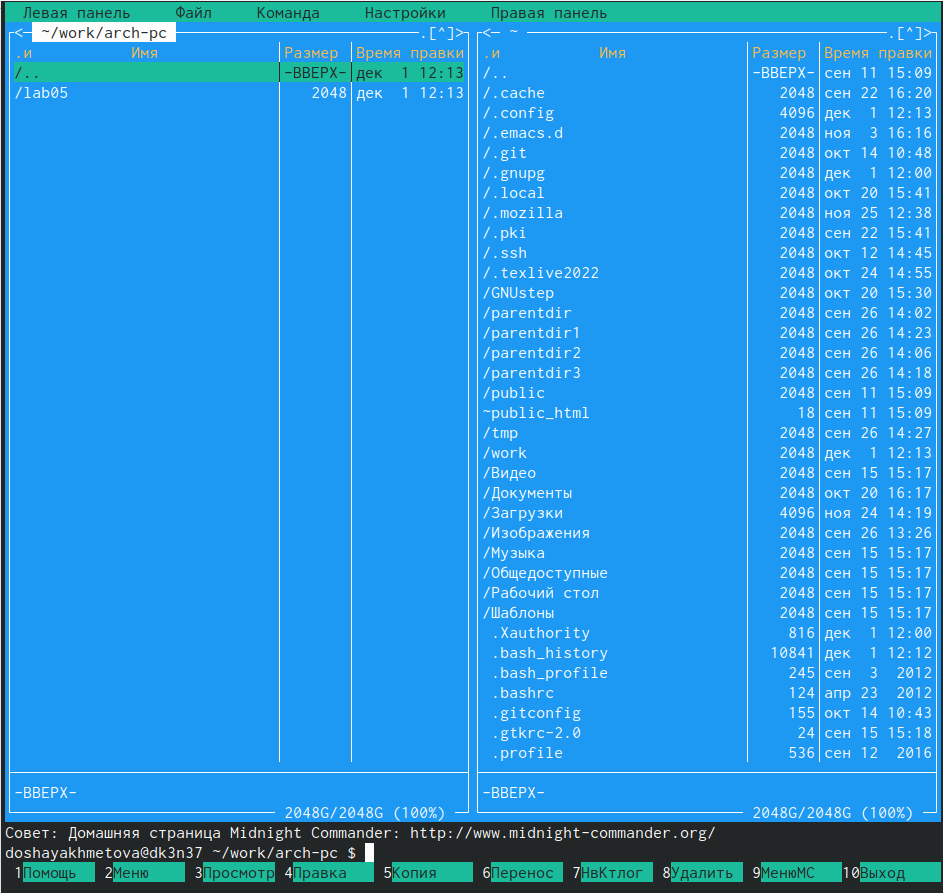 Левая панель Файл Команда Настройки Правая панель
<- ~/work/arch-pc .[^]>
.и Имя Размер Время правки
/.. -ВВЕРХ- дек 1 12:13
/lab05 2048 дек 1 12:13
-ВВЕРХ-
2048G/2048G (100%)
<- ~ .[^]>
.и Имя Размер Время правки
/.. -ВВЕРХ- сен 11 15:09
/.cache 2048 сен 22 16:20
/.config 4096 дек 1 12:13
/.emacs.d 2048 ноя 3 16:16
/.git 2048 окт 14 10:48
/.gnupg 2048 дек 1 12:00
/.local 2048 окт 20 15:41
/.mozilla 2048 ноя 25 12:38
/.pki 2048 сен 22 15:41
/.ssh 2048 окт 12 14:45
/.texlive2022 2048 окт 24 14:55
/GNUstep 2048 окт 20 15:30
/parentdir 2048 сен 26 14:02
/parentdir1 2048 сен 26 14:23
/parentdir2 2048 сен 26 14:06
/parentdir3 2048 сен 26 14:18
/public 2048 сен 11 15:09
~public_html 18 сен 11 15:09
/tmp 2048 сен 26 14:27
/work 2048 дек 1 12:13
/Видео 2048 сен 15 15:17
/Документы 2048 окт 20 16:17
/Загрузки 4096 ноя 24 14:19
/Изображения 2048 сен 26 13:26
/Музыка 2048 сен 15 15:17
/Общедоступные 2048 сен 15 15:17
/Рабочий стол 2048 сен 15 15:17
/Шаблоны 2048 сен 15 15:17
.Xauthority 816 дек 1 12:00
.bash_history 10841 дек 1 12:12
.bash_profile 245 сен 3 2012
.bashrc 124 апр 23 2012
.gitconfig 155 окт 14 10:43
.gtkrc-2.0 24 сен 15 15:18
.profile 536 сен 12 2016
-ВВЕРХ-
2048G/2048G (100%)
Совет: Домашняя страница Midnight Commander: http://www.midnight-commander.org/
doshayakhmetova@dk3n37 ~/work/arch-pc $
1Помощь 2Меню 3Просмотр 4Правка 5Копия 6Перенос 7НвКтлог 8Удалить 9МенюMC 10Выход